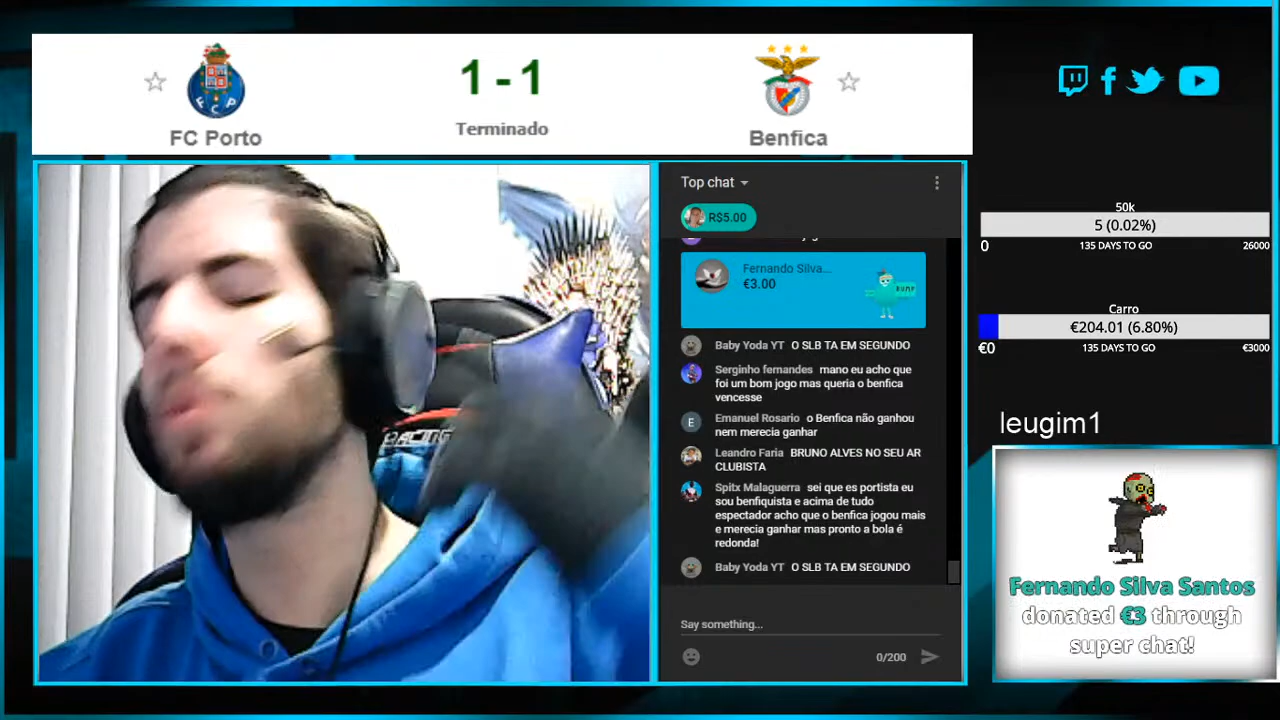 FC Porto
1 - 1
Terminado
Benfica
Top chat
R$5.00
Fernando Silva...
€3.00
Baby Yoda YT O SLB TA EM SEGUNDO
Serginho fernandes mano eu acho que
foi um bom jogo mas queria o benfica
vencesse
Emanuel Rosario o Benfica não ganhou
nem merecia ganhar
Leandro Faria BRUNO ALVES NO SEU AR
CLUBISTA
Spitx Malaguerra sei que es portista eu
sou benfiquista e acima de tudo
espectador acho que o benfica jogou mais
e merecia ganhar mas pronto a bola é
redonda!
Baby Yoda YT O SLB TA EM SEGUNDO
Say something...
0/200
RACING
50k
5 (0.02%)
0 135 DAYS TO GO 26000
Carro
€204.01 (6.80%)
€0 135 DAYS TO GO €3000
leugim1
Fernando Silva Santos
donated €3 through
super chat!